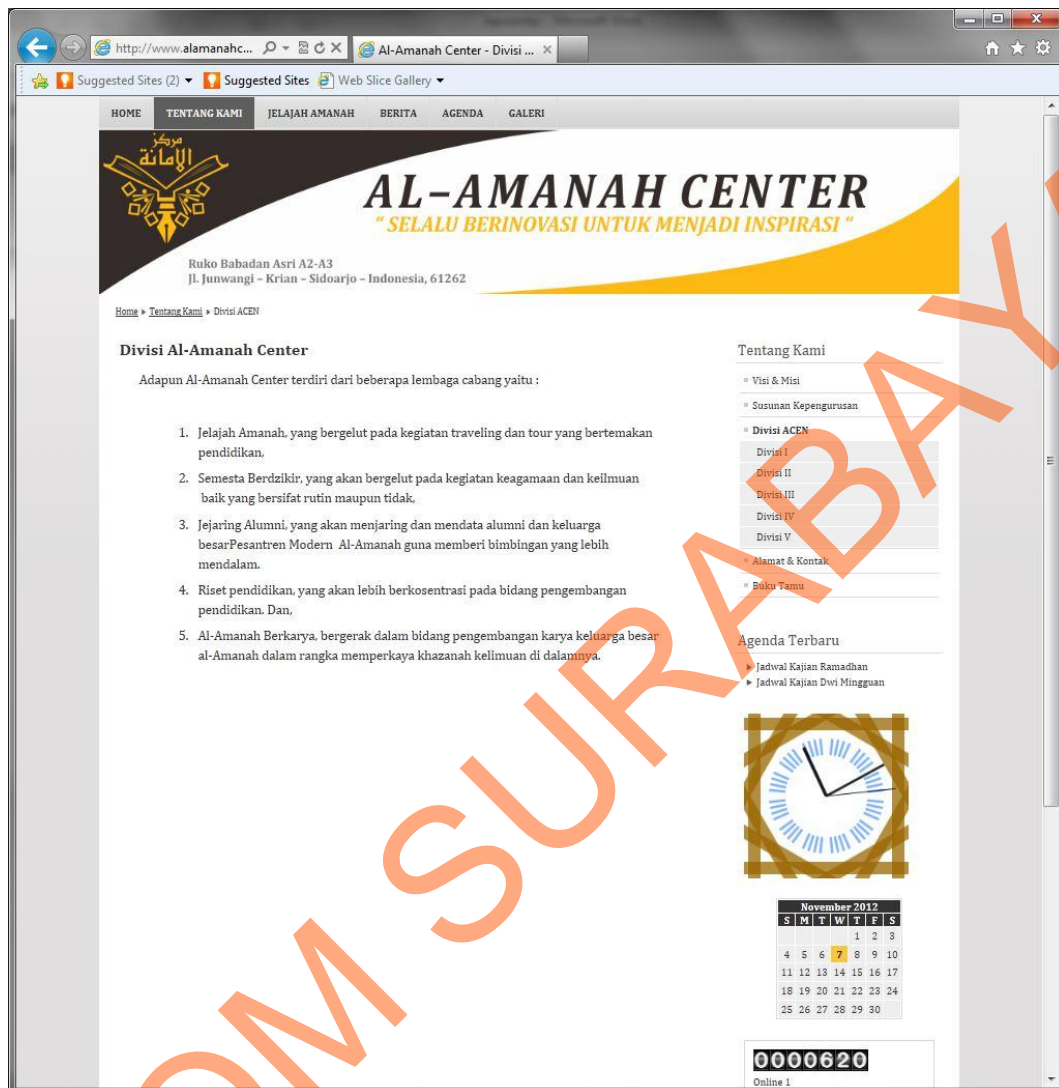 http://www.alamanahc...
Al-Amanah Center - Divisi ...
Suggested Sites (2)
Suggested Sites
Web Slice Gallery
HOME TENTANG KAMI JELAJAH AMANAH BERITA AGENDA GALERI
مركز
الأمانة
AL-AMANAH CENTER
" SELALU BERINOVASI UNTUK MENJADI INSPIRASI "
Ruko Babadan Asri A2-A3
Jl. Junwangi – Krian – Sidoarjo – Indonesia, 61262
Home » Tentang Kami » Divisi ACEN
Divisi Al-Amanah Center
Adapun Al-Amanah Center terdiri dari beberapa lembaga cabang yaitu :
1. Jelajah Amanah, yang bergelut pada kegiatan traveling dan tour yang bertemakan
pendidikan,
2. Semesta Berdzikir, yang akan bergelut pada kegiatan keagamaan dan keilmuan
baik yang bersifat rutin maupun tidak,
3. Jejaring Alumni, yang akan menjaring dan mendata alumni dan keluarga
besarPesantren Modern Al-Amanah guna memberi bimbingan yang lebih
mendalam.
4. Riset pendidikan, yang akan lebih berkosentrasi pada bidang pengembangan
pendidikan. Dan,
5. Al-Amanah Berkarya, bergerak dalam bidang pengembangan karya keluarga besar
al-Amanah dalam rangka memperkaya khazanah kelimuan di dalamnya.
Tentang Kami
Visi & Misi
Susunan Kepengurusan
Divisi ACEN
Divisi I
Divisi II
Divisi III
Divisi IV
Divisi V
Alamat & Kontak
Buku Tamu
Agenda Terbaru
Jadwal Kajian Ramadhan
Jadwal Kajian Dwi Mingguan
November 2012
S M T W T F S
1 2 3
4 5 6 7 8 9 10
11 12 13 14 15 16 17
18 19 20 21 22 23 24
25 26 27 28 29 30
0000620
Online 1
OM SURABAY